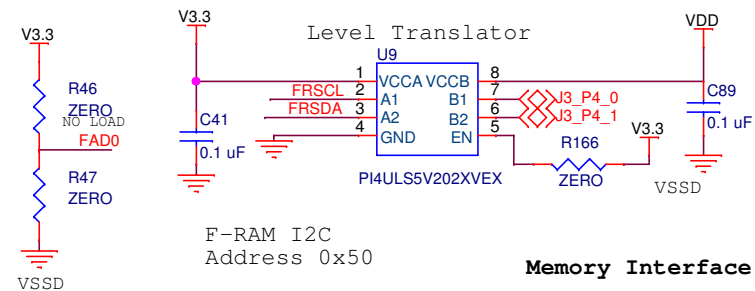 V3.3
R46
ZERO
NO LOAD
FAD0
R47
ZERO
VSSD
V3.3
C41
0.1 uF
Level Translator
U9
1
VCCA
VCCB
8
FRSCL
2
A1
B1
7
J3_P4_0
FRSDA
3
A2
B2
6
J3_P4_1
4
GND
EN
5
PI4ULS5V202XVEX
R166
ZERO
V3.3
VDD
C89
0.1 uF
VSSD
F-RAM I2C
Address 0x50
Memory Interface